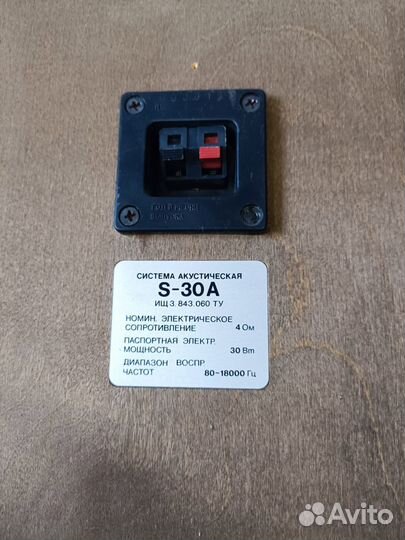 СИСТЕМА АКУСТИЧЕСКАЯ
S-30A
ИЩ3.843.060 ТУ
НОМИН. ЭЛЕКТРИЧЕСКОЕ
СОПРОТИВЛЕНИЕ 4 Ом
ПАСПОРТНАЯ ЭЛЕКТР.
МОЩНОСТЬ 30 Вт
ДИАПАЗОН ВОСПР.
ЧАСТОТ 80-18000 Гц
Avito